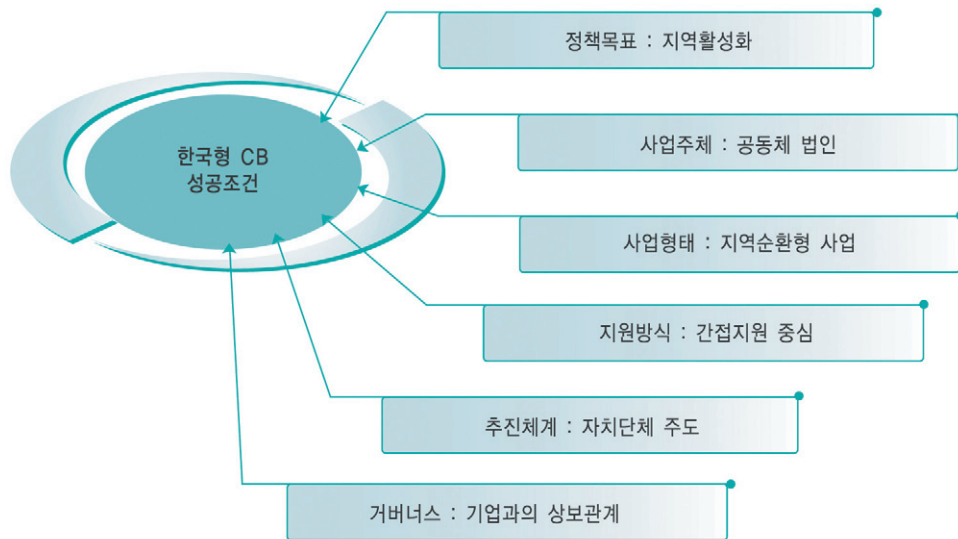 정책목표 : 지역활성화
한국형 CB
성공조건
사업주체 : 공동체 법인
사업형태 : 지역순환형 사업
지원방식 : 간접지원 중심
추진체계 : 자치단체 주도
거버너스 : 기업과의 상보관계